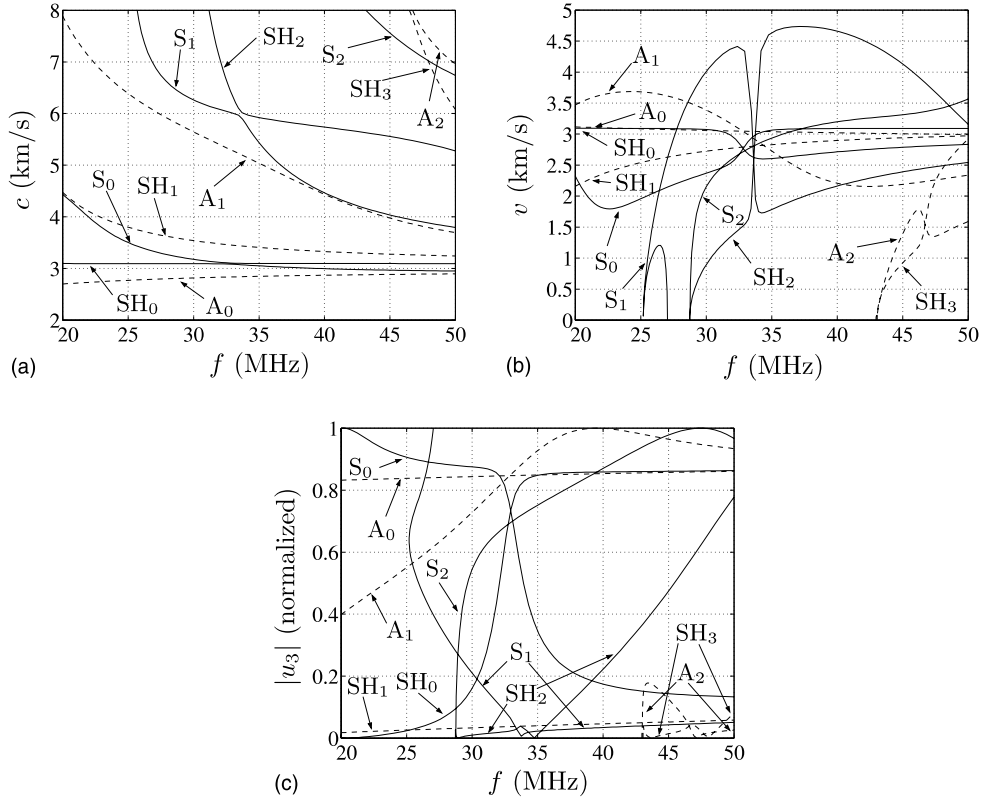 8
7
6
5
4
3
2
c (km/s)
S₁
SH₂
S₂
SH₃
A₂
A₁
S₀
SH₁
SH₀
A₀
20 25 30 35 40 45 50
f (MHz)
(a)
5
4.5
4
3.5
3
2.5
2
1.5
1
0.5
0
v (km/s)
A₁
A₀
SH₀
SH₁
S₂
S₀
S₁
SH₂
A₂
SH₃
20 25 30 35 40 45 50
f (MHz)
(b)
1
0.8
0.6
0.4
0.2
0
|u₃| (normalized)
S₀
A₀
S₂
A₁
SH₁
SH₀
S₁
SH₂
SH₃
A₂
20 25 30 35 40 45 50
f (MHz)
(c)